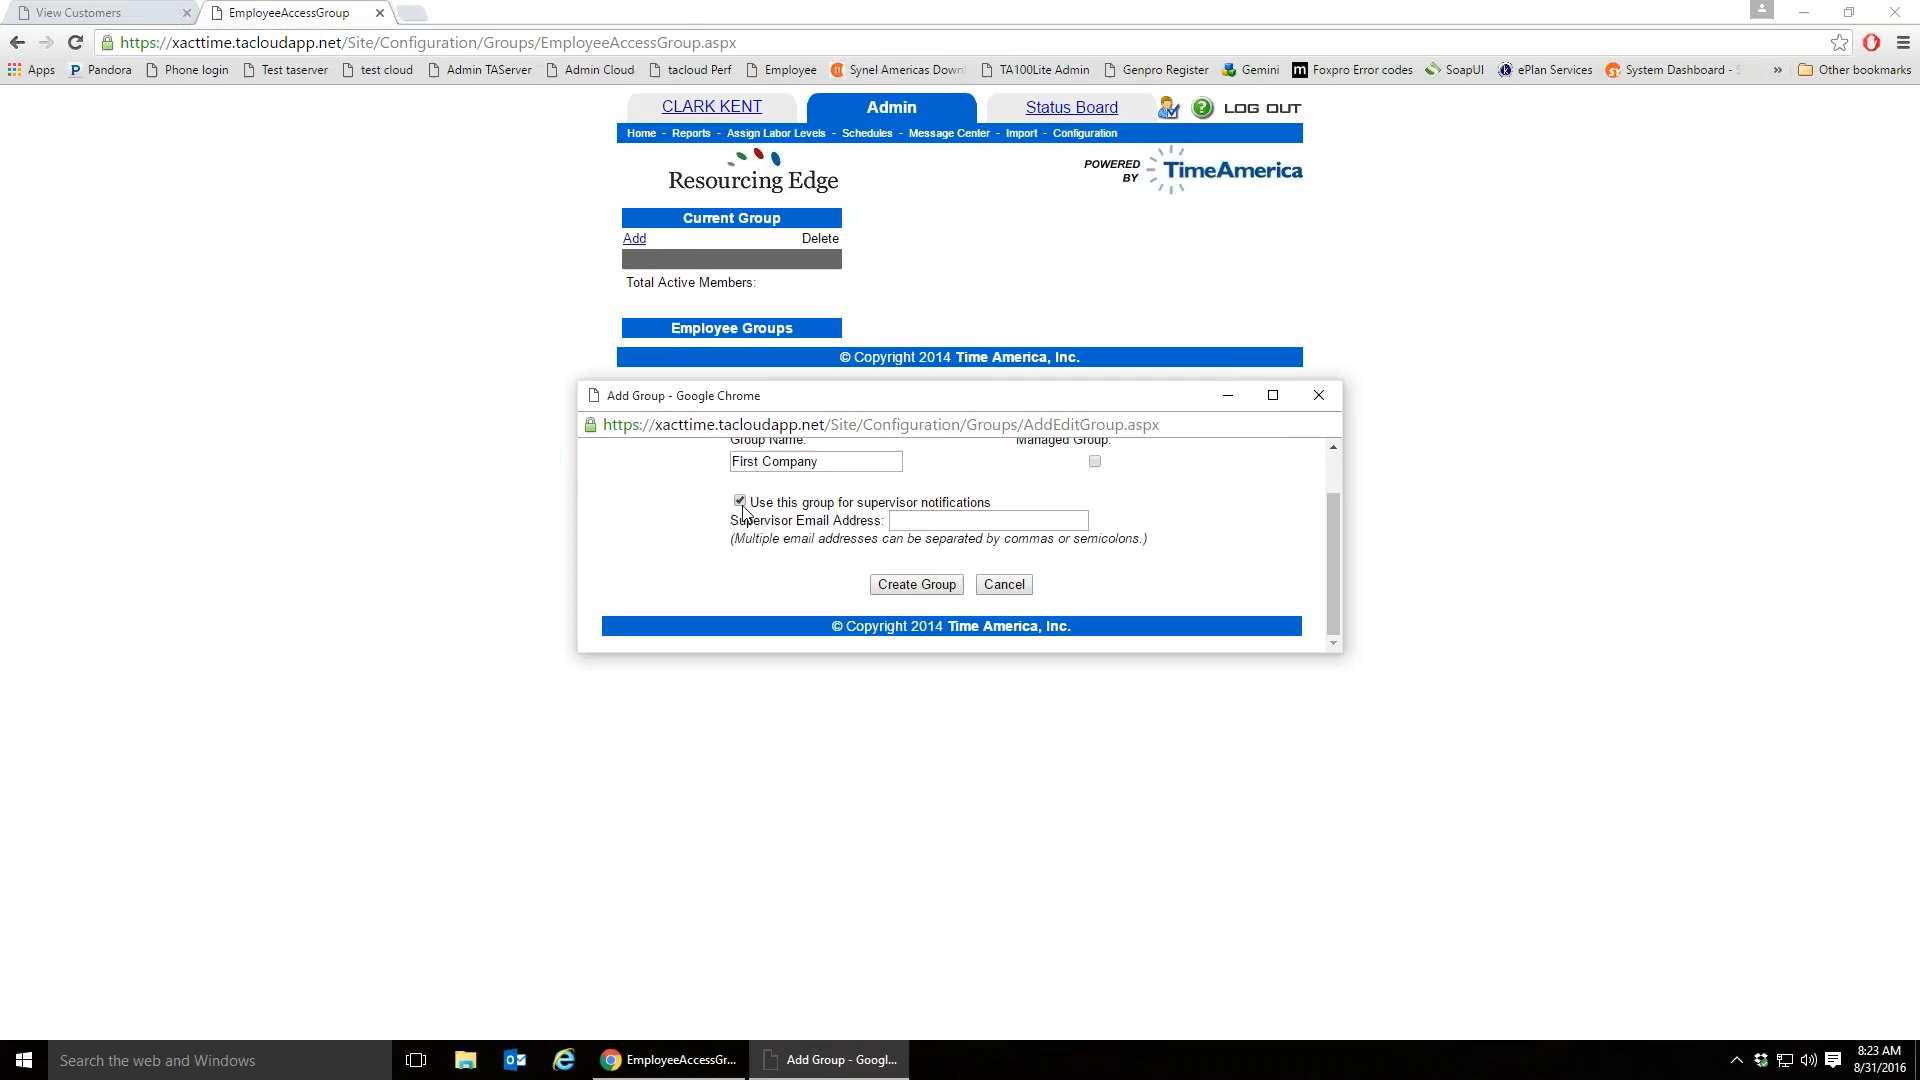 View Customers
EmployeeAccessGroup
https://xacttime.tacloudapp.net/Site/Configuration/Groups/EmployeeAccessGroup.aspx
Apps Pandora Phone login Test taserver test cloud Admin TAServer Admin Cloud tacloud Perf Employee Synel Americas Down TA100Lite Admin Genpro Register Gemini Foxpro Error codes SoapUI ePlan Services System Dashboard - » Other bookmarks
CLARK KENT Admin Status Board LOG OUT
Home - Reports - Assign Labor Levels - Schedules - Message Center - Import - Configuration
Resourcing Edge
POWERED BY TimeAmerica
Current Group
Add Delete
Total Active Members:
Employee Groups
© Copyright 2014 Time America, Inc.
Add Group - Google Chrome
https://xacttime.tacloudapp.net/Site/Configuration/Groups/AddEditGroup.aspx
Group Name: Managed Group:
First Company
Use this group for supervisor notifications
Supervisor Email Address:
(Multiple email addresses can be separated by commas or semicolons.)
Create Group Cancel
© Copyright 2014 Time America, Inc.
Search the web and Windows
EmployeeAccessGr...
Add Group - Googl...
8:23 AM
8/31/2016